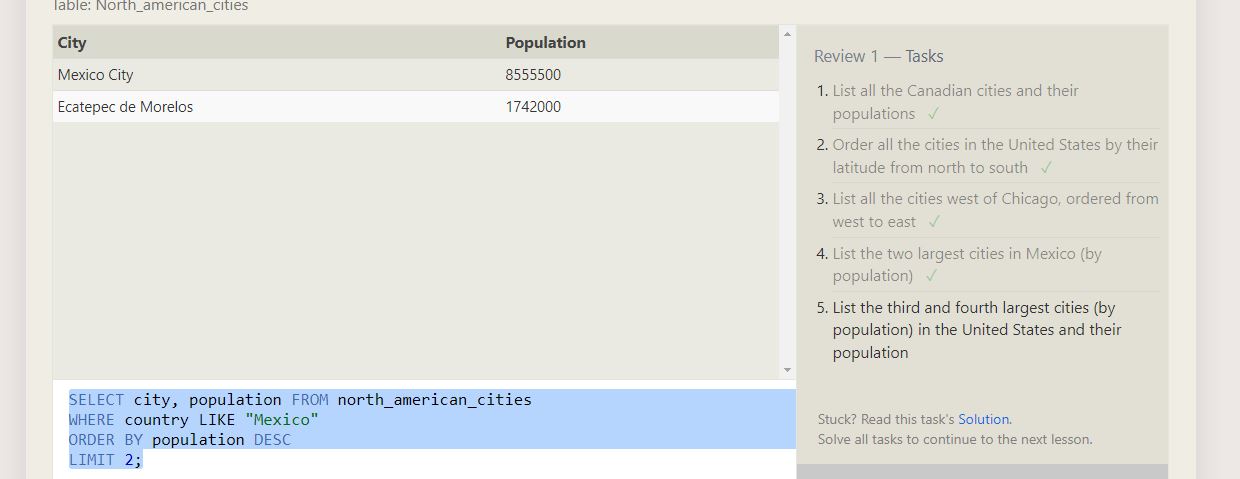 Table: North_american_cities
City Population
Mexico City 8555500
Ecatepec de Morelos 1742000
SELECT city, population FROM north_american_cities
WHERE country LIKE "Mexico"
ORDER BY population DESC
LIMIT 2;
Review 1 — Tasks
1. List all the Canadian cities and their
populations ✓
2. Order all the cities in the United States by their
latitude from north to south ✓
3. List all the cities west of Chicago, ordered from
west to east ✓
4. List the two largest cities in Mexico (by
population) ✓
5. List the third and fourth largest cities (by
population) in the United States and their
population
Stuck? Read this task's Solution.
Solve all tasks to continue to the next lesson.